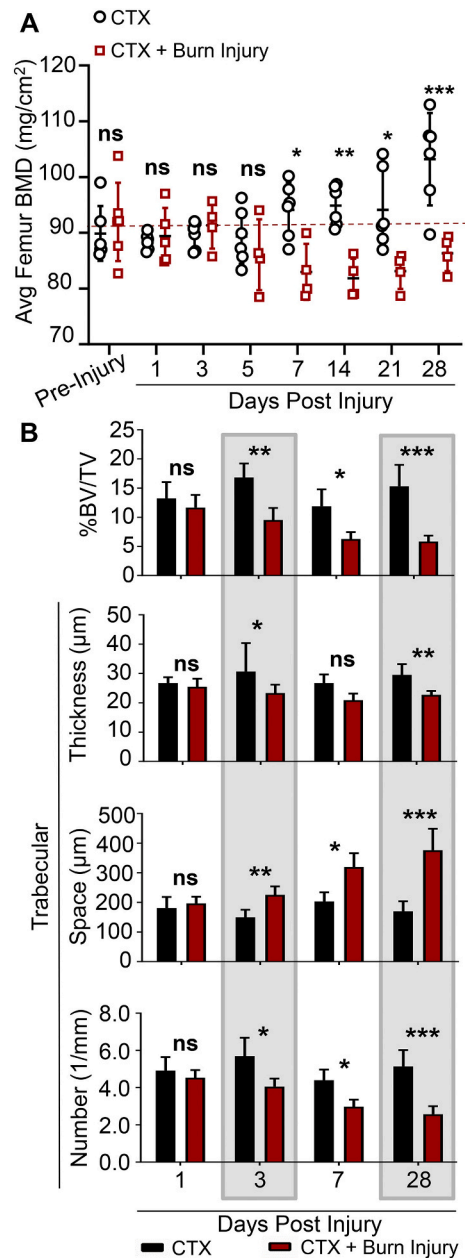 A
CTX
CTX + Burn Injury
Avg Femur BMD (mg/cm²)
120
110
100
90
80
70
ns
ns
ns
ns
*
**
*
***
Pre-Injury
1
3
5
7
14
21
28
Days Post Injury
B
%BV/TV
25
20
15
10
5
0
ns
**
*
***
Trabecular
Thickness (µm)
50
40
30
20
10
0
ns
*
ns
**
Space (µm)
500
400
300
200
100
0
ns
**
*
***
Number (1/mm)
8.0
6.0
4.0
2.0
0.0
ns
*
*
***
1
3
7
28
Days Post Injury
CTX
CTX + Burn Injury